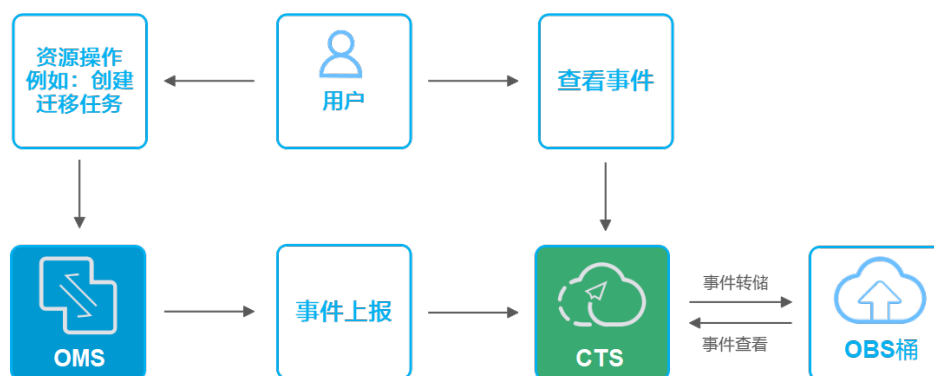 资源操作
例如：创建
迁移任务
用户
查看事件
OMS
事件上报
CTS
事件转储
事件查看
OBS桶